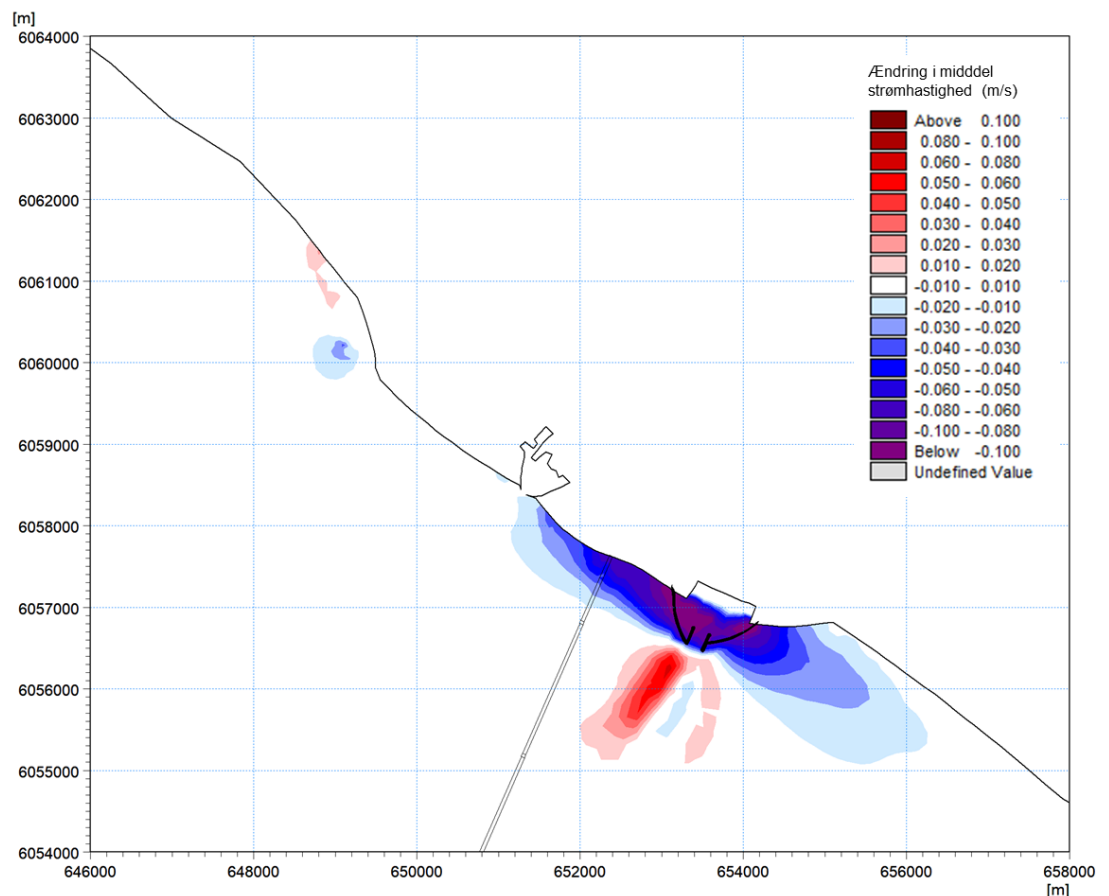 [m]
6064000
6063000
6062000
6061000
6060000
6059000
6058000
6057000
6056000
6055000
6054000
646000 648000 650000 652000 654000 656000 658000
[m]
Ændring i midddel
strømhastighed (m/s)
Above 0.100
0.080 - 0.100
0.060 - 0.080
0.050 - 0.060
0.040 - 0.050
0.030 - 0.040
0.020 - 0.030
0.010 - 0.020
-0.010 - 0.010
-0.020 - -0.010
-0.030 - -0.020
-0.040 - -0.030
-0.050 - -0.040
-0.060 - -0.050
-0.080 - -0.060
-0.100 - -0.080
Below -0.100
Undefined Value